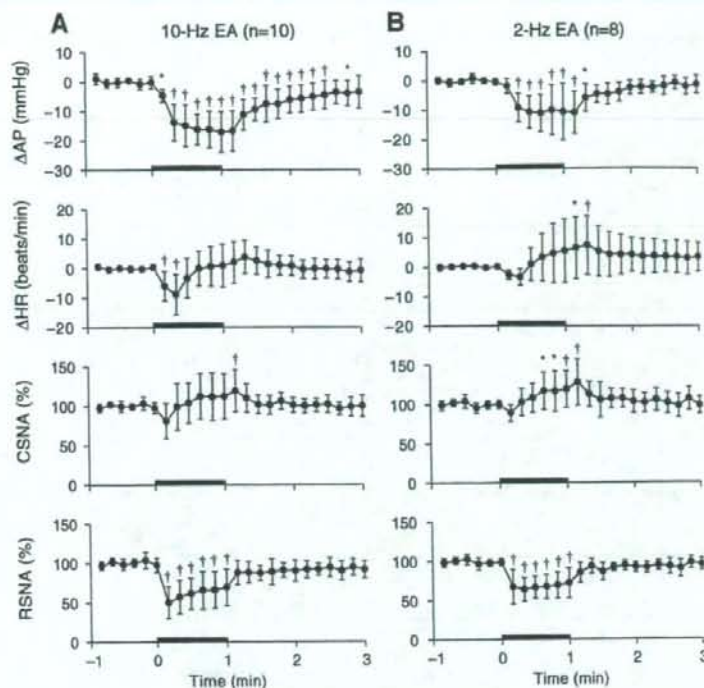 A
10-Hz EA (n=10)
B
2-Hz EA (n=8)
ΔAP (mmHg)
10
0
−10
−20
−30
* † † † † † † † † † † † † † † *
10
0
−10
−20
−30
† † † † † † *
ΔHR (beats/min)
20
10
0
−10
−20
† †
20
10
0
−10
−20
* †
CSNA (%)
150
100
50
0
†
150
100
50
0
* * † †
RSNA (%)
150
100
50
0
† † † † † †
−1 0 1 2 3
Time (min)
150
100
50
0
† † † † † †
−1 0 1 2 3
Time (min)